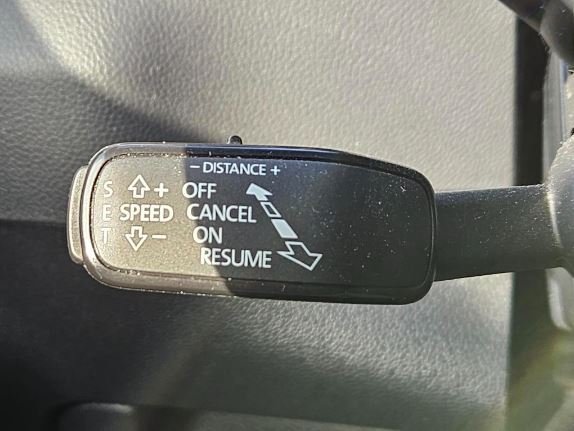 - DISTANCE +
S + OFF
E SPEED CANCEL
T - ON
RESUME